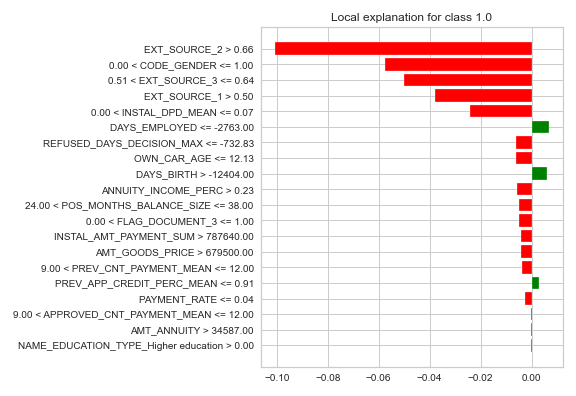 Local explanation for class 1.0
EXT_SOURCE_2 > 0.66
0.00 < CODE_GENDER <= 1.00
0.51 < EXT_SOURCE_3 <= 0.64
EXT_SOURCE_1 > 0.50
0.00 < INSTAL_DPD_MEAN <= 0.07
DAYS_EMPLOYED <= -2763.00
REFUSED_DAYS_DECISION_MAX <= -732.83
OWN_CAR_AGE <= 12.13
DAYS_BIRTH > -12404.00
ANNUITY_INCOME_PERC > 0.23
24.00 < POS_MONTHS_BALANCE_SIZE <= 38.00
0.00 < FLAG_DOCUMENT_3 <= 1.00
INSTAL_AMT_PAYMENT_SUM > 787640.00
AMT_GOODS_PRICE > 679500.00
9.00 < PREV_CNT_PAYMENT_MEAN <= 12.00
PREV_APP_CREDIT_PERC_MEAN <= 0.91
PAYMENT_RATE <= 0.04
9.00 < APPROVED_CNT_PAYMENT_MEAN <= 12.00
AMT_ANNUITY > 34587.00
NAME_EDUCATION_TYPE_Higher education > 0.00
−0.10 −0.08 −0.06 −0.04 −0.02 0.00